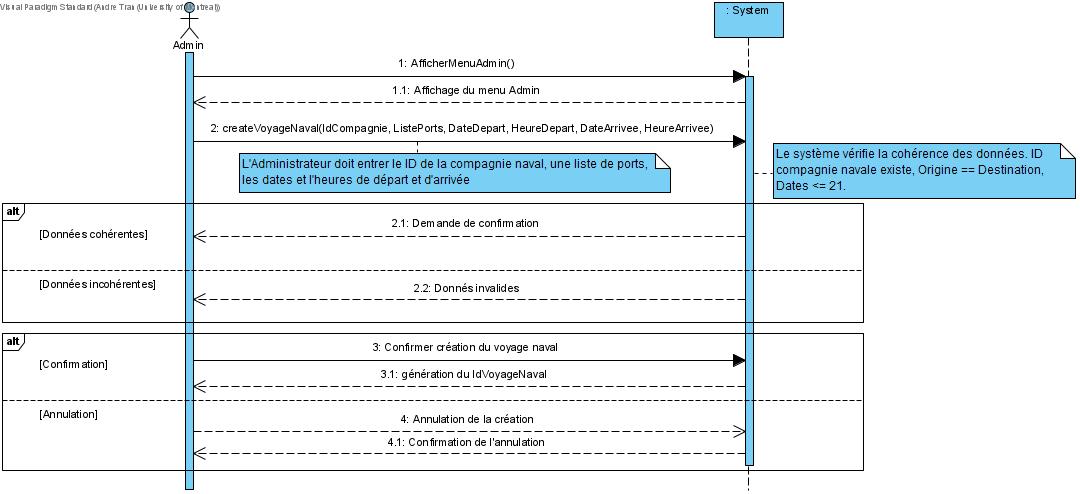 Visual Paradigm Standard (Andre Tran (University of Montreal))
Admin
: System
1: AfficherMenuAdmin()
1.1: Affichage du menu Admin
2: createVoyageNaval(IdCompagnie, ListePorts, DateDepart, HeureDepart, DateArrivee, HeureArrivee)
L'Administrateur doit entrer le ID de la compagnie naval, une liste de ports,
les dates et l'heures de départ et d'arrivée
Le système vérifie la cohérence des données. ID
compagnie navale existe, Origine == Destination,
Dates <= 21.
alt
2.1: Demande de confirmation
[Données cohérentes]
[Données incohérentes]
2.2: Donnés invalides
alt
3: Confirmer création du voyage naval
[Confirmation]
3.1: génération du IdVoyageNaval
[Annulation]
4: Annulation de la création
4.1: Confirmation de l'annulation